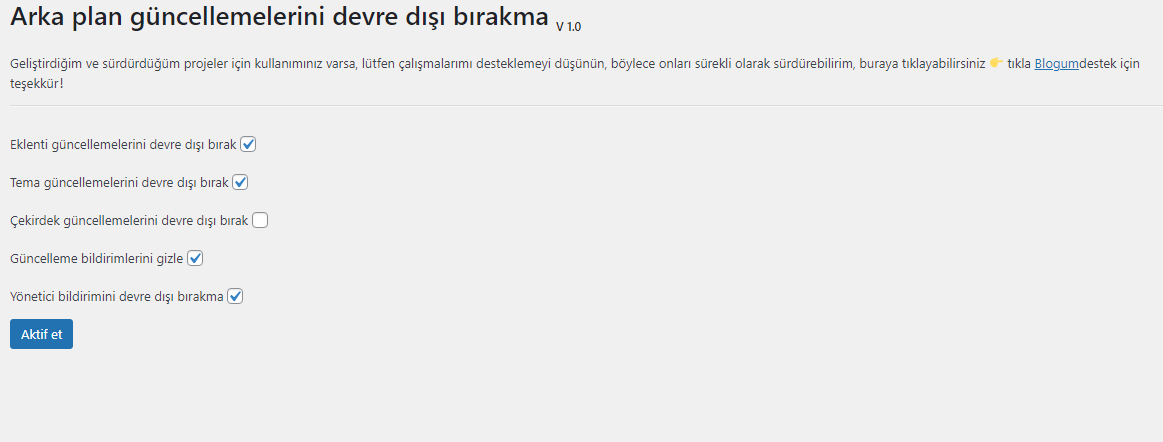 Arka plan güncellemelerini devre dışı bırakma V 1.0
Geliştirdiğim ve sürdürdüğüm projeler için kullanımınız varsa, lütfen çalışmalarımı desteklemeyi düşünün, böylece onları sürekli olarak sürdürebilirim, buraya tıklayabilirsiniz 👉 tıkla Blogumdestek için
teşekkür!
Eklenti güncellemelerini devre dışı bırak
Tema güncellemelerini devre dışı bırak
Çekirdek güncellemelerini devre dışı bırak
Güncelleme bildirimlerini gizle
Yönetici bildirimini devre dışı bırakma
Aktif et